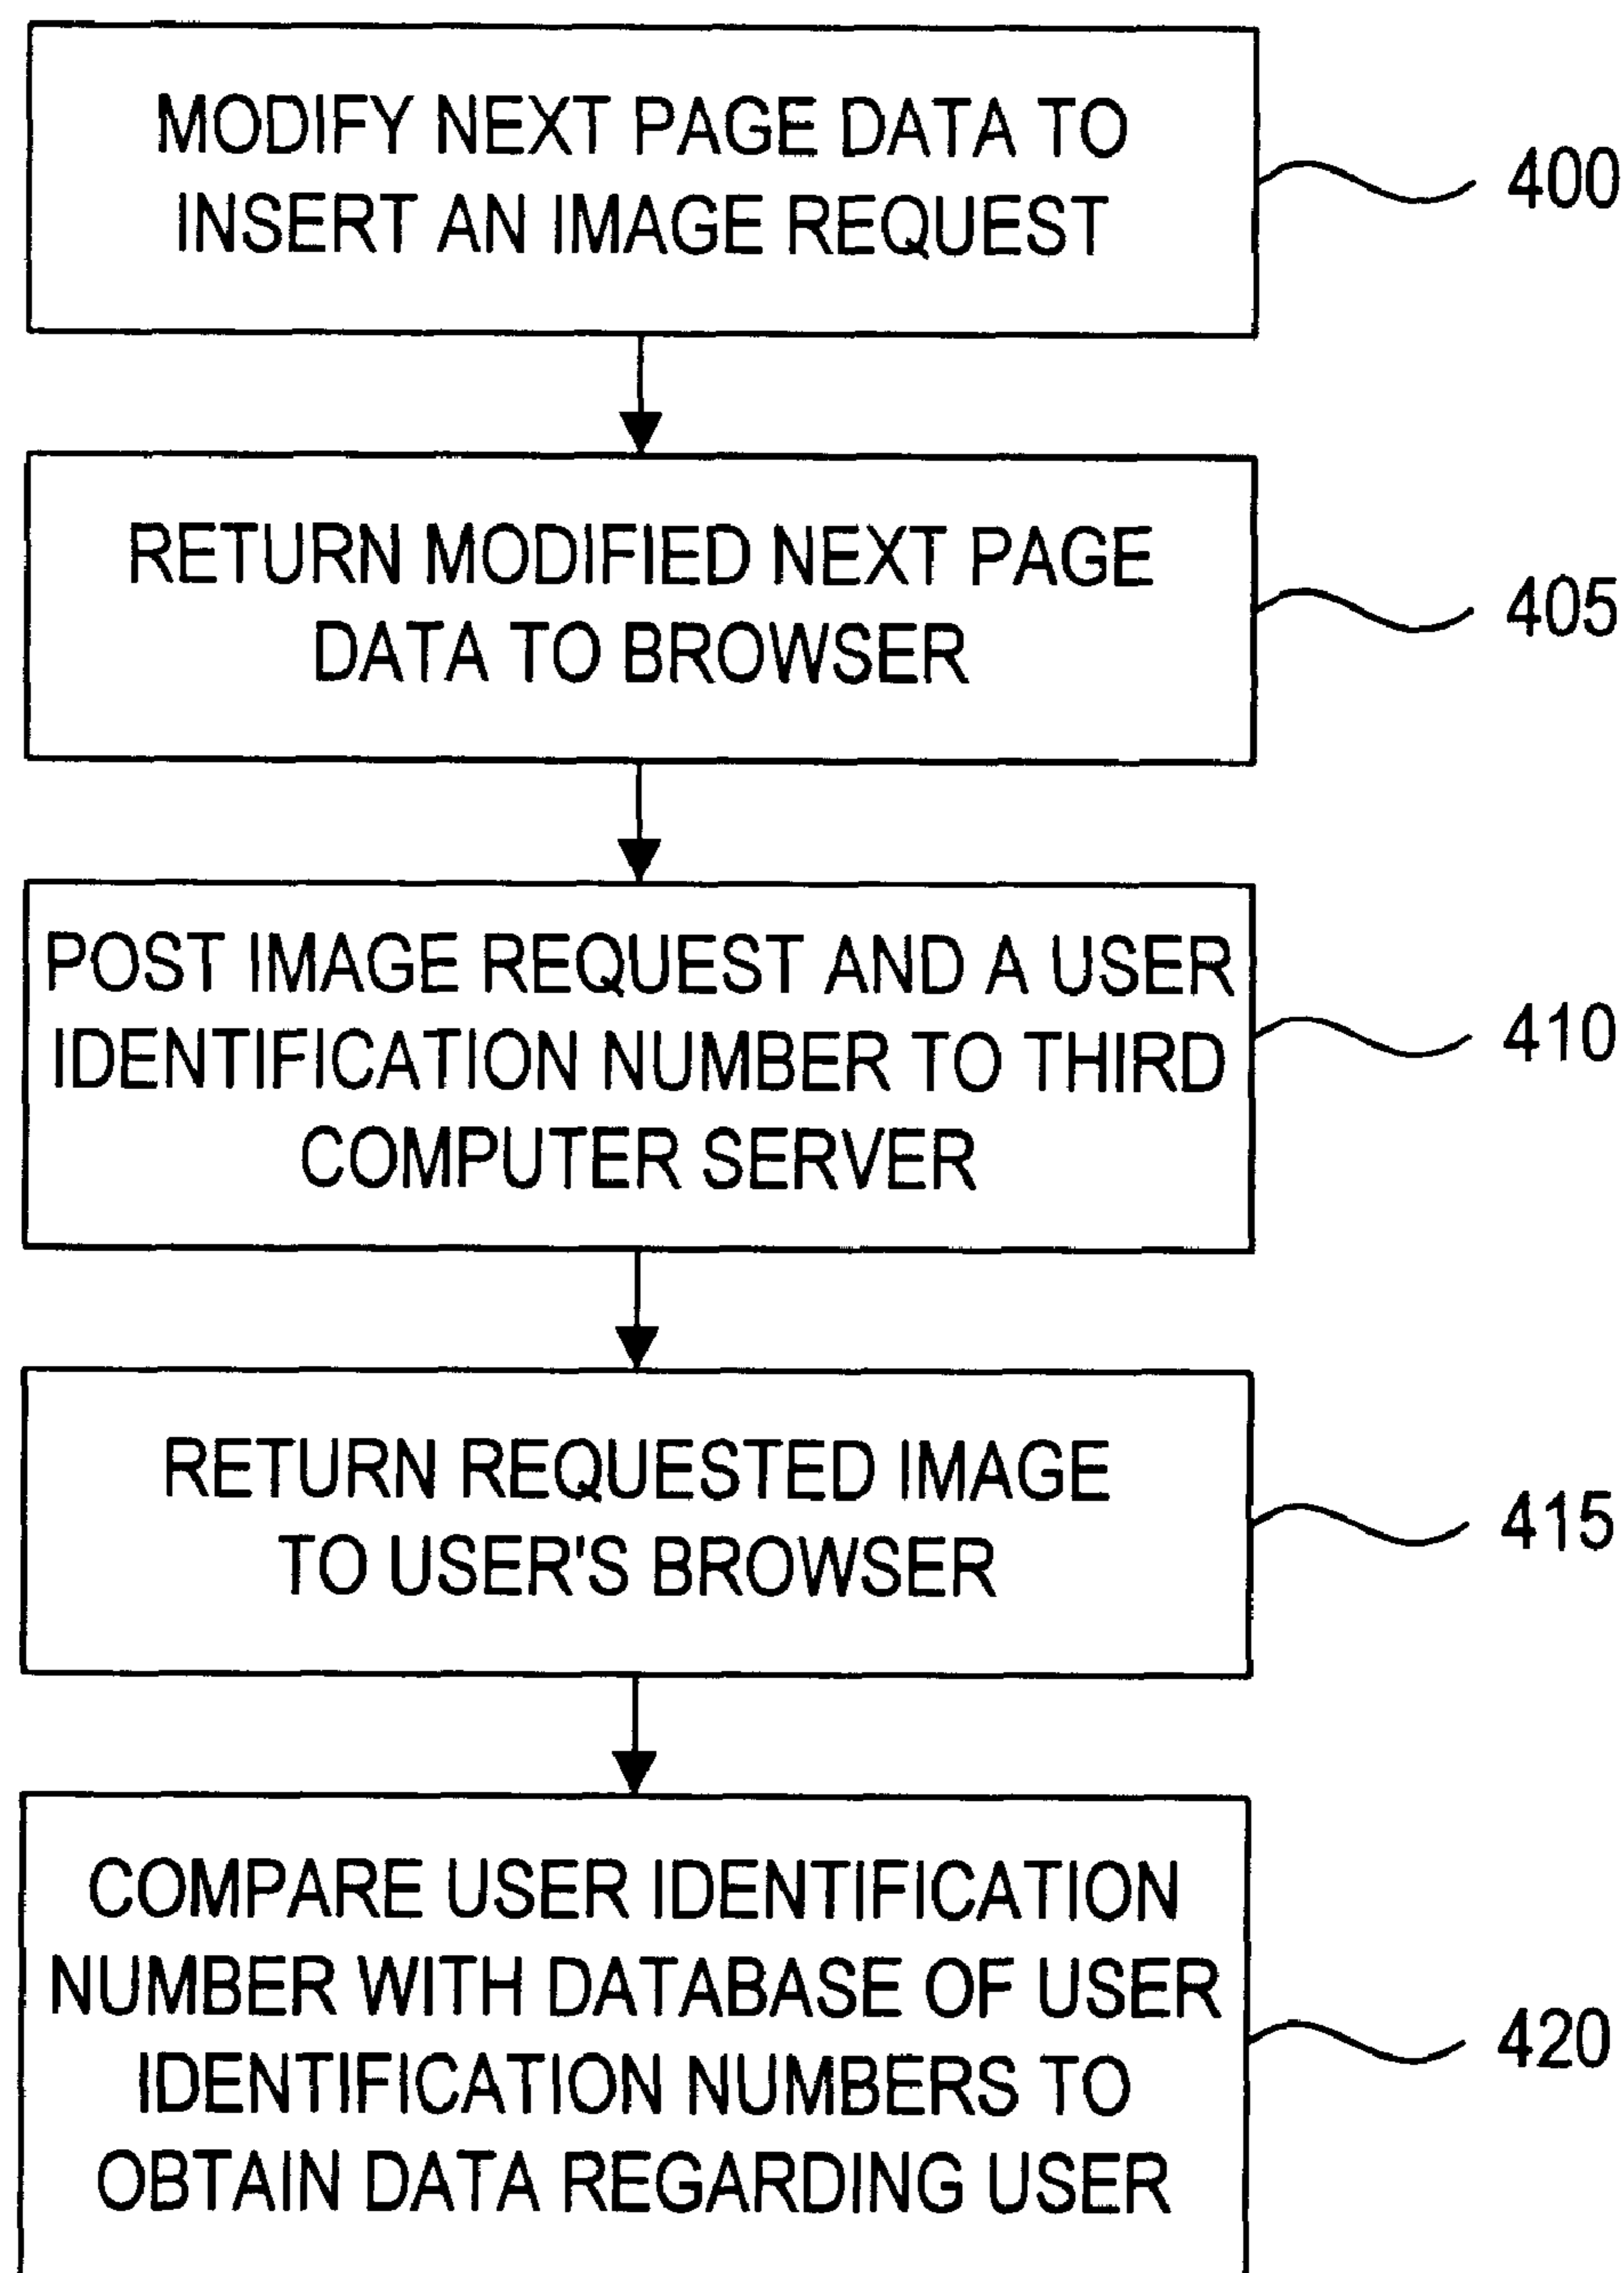 MODIFY NEXT PAGE DATA TO
INSERT AN IMAGE REQUEST
400
RETURN MODIFIED NEXT PAGE
DATA TO BROWSER
405
POST IMAGE REQUEST AND A USER
IDENTIFICATION NUMBER TO THIRD
COMPUTER SERVER
410
RETURN REQUESTED IMAGE
TO USER'S BROWSER
415
COMPARE USER IDENTIFICATION
NUMBER WITH DATABASE OF USER
IDENTIFICATION NUMBERS TO
OBTAIN DATA REGARDING USER
420